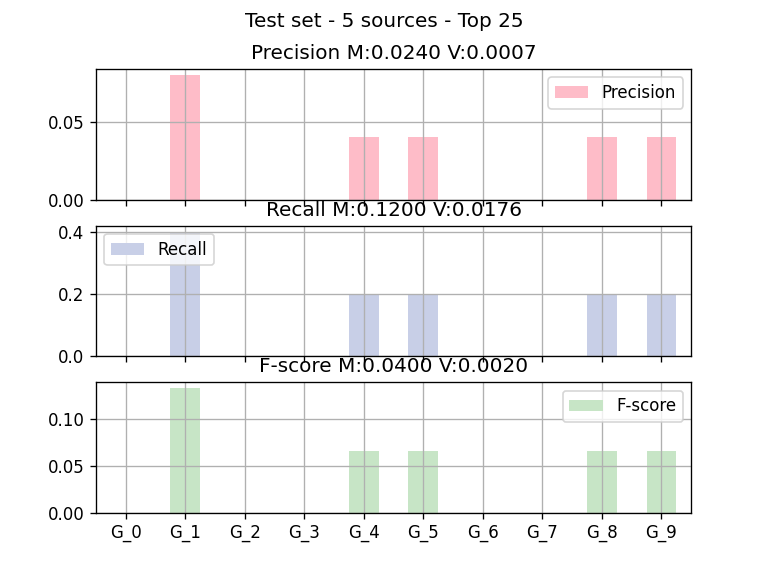 Test set - 5 sources - Top 25
Precision M:0.0240 V:0.0007
Precision
0.05
0.00
Recall M:0.1200 V:0.0176
Recall
0.4
0.2
0.0
F-score M:0.0400 V:0.0020
F-score
0.10
0.05
0.00
G_0 G_1 G_2 G_3 G_4 G_5 G_6 G_7 G_8 G_9